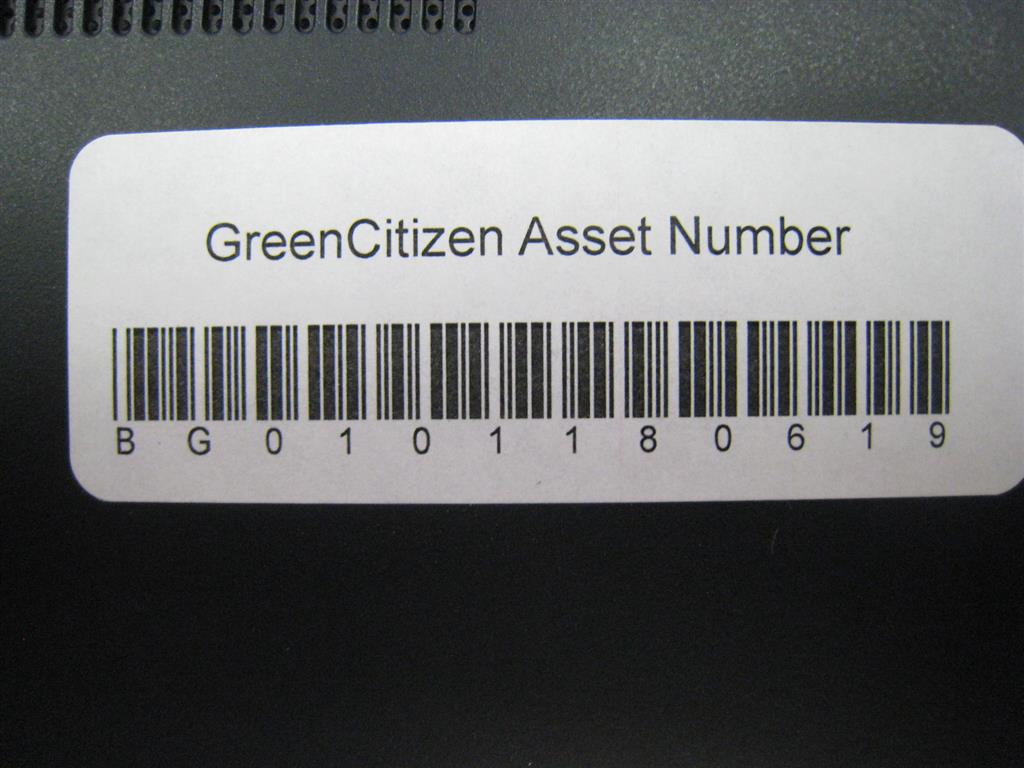 GreenCitizen Asset Number
B G 0 1 0 1 1 8 0 6 1 9